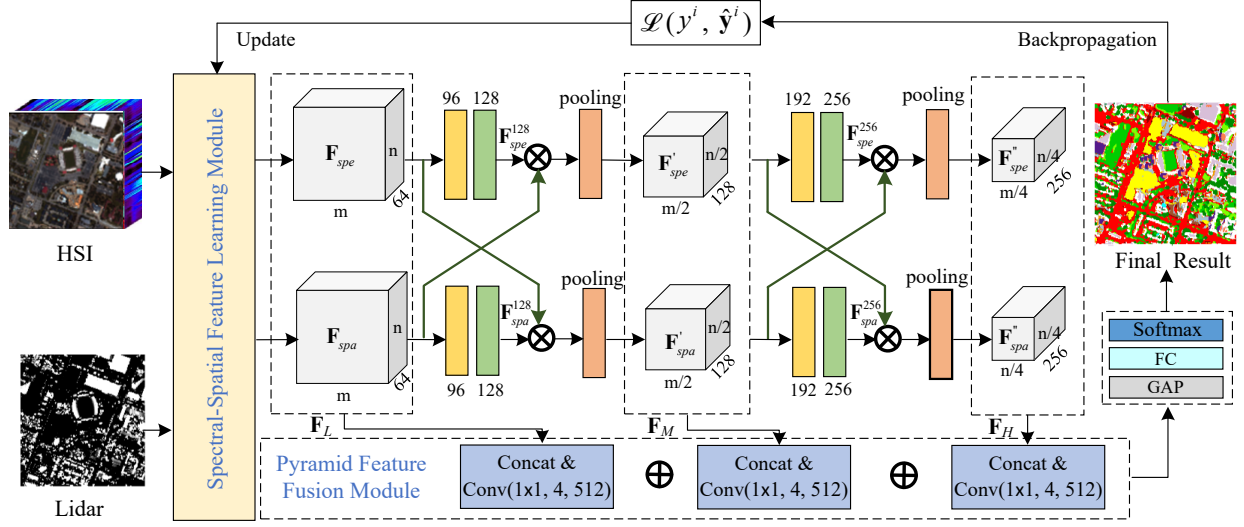 ℒ(yⁱ, ŷⁱ)
Update
Backpropagation
Spectral-Spatial Feature Learning Module
HSI
Lidar
F_spe
n
m
64
96 128
F_spe^128
pooling
F'_spe
n/2
m/2
128
192 256
F_spe^256
pooling
F''_spe
n/4
m/4
256
F_spa
n
m
64
96 128
F_spa^128
pooling
F'_spa
n/2
m/2
128
192 256
F_spa^256
pooling
F''_spa
n/4
n/4
256
F_L
F_M
F_H
Pyramid Feature
Fusion Module
Concat &
Conv(1x1, 4, 512)
Concat &
Conv(1x1, 4, 512)
Concat &
Conv(1x1, 4, 512)
Final Result
Softmax
FC
GAP